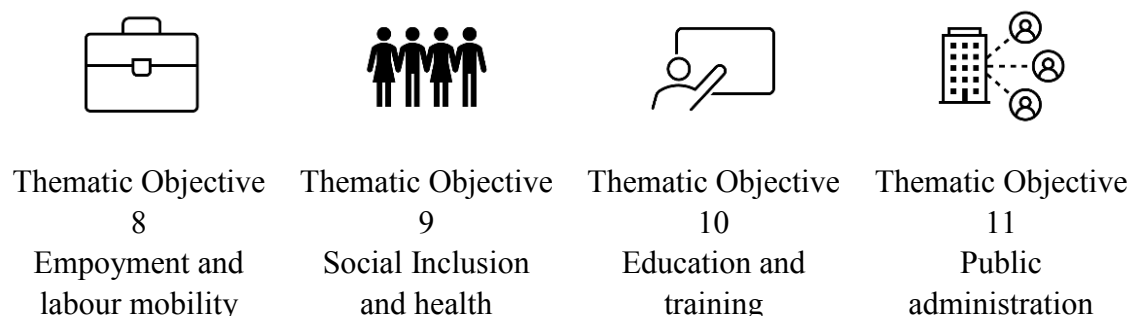 Thematic Objective
8
Empoyment and
labour mobility
Thematic Objective
9
Social Inclusion
and health
Thematic Objective
10
Education and
training
Thematic Objective
11
Public
administration